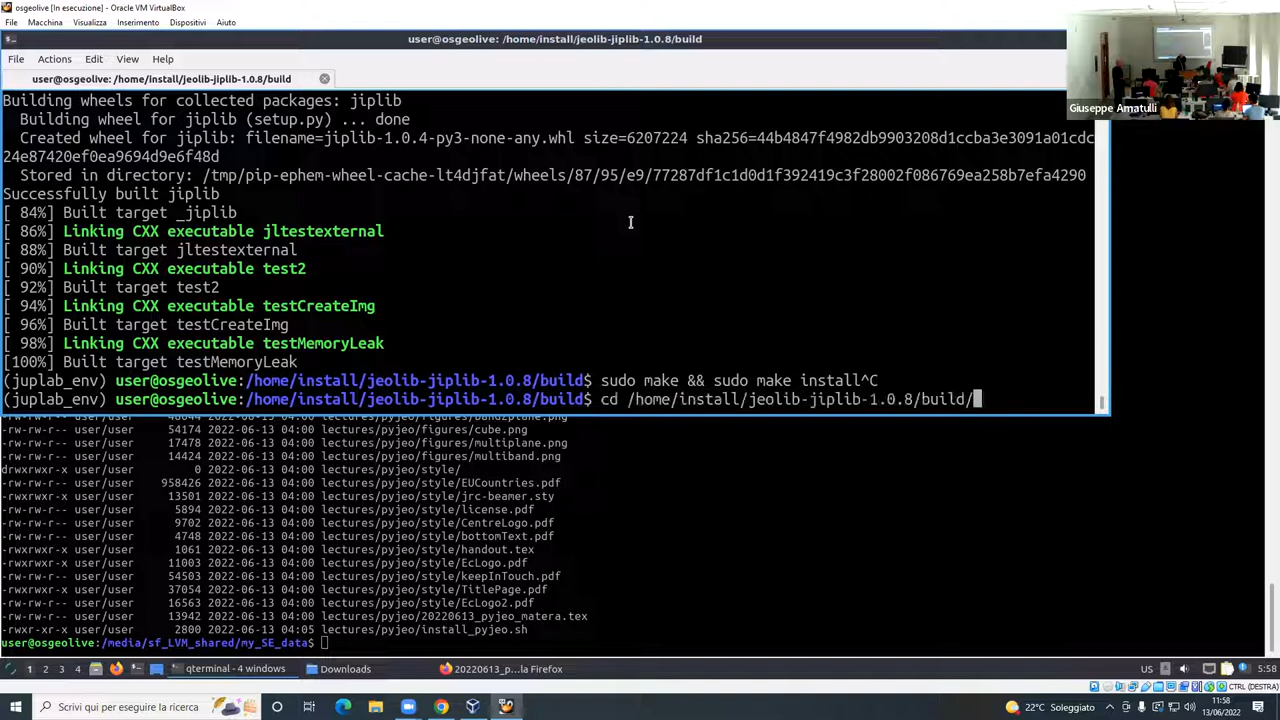 osgeolive [In esecuzione] - Oracle VM VirtualBox
File Macchina Visualizza Inserimento Dispositivi Aiuto
user@osgeolive: /home/install/jeolib-jiplib-1.0.8/build
File Actions Edit View Help
user@osgeolive: /home/install/jeolib-jiplib-1.0.8/build
Giuseppe Amatulli
Building wheels for collected packages: jiplib
Building wheel for jiplib (setup.py) ... done
Created wheel for jiplib: filename=jiplib-1.0.4-py3-none-any.whl size=6207224 sha256=44b4847f4982db9903208d1ccba3e3091a01cdc
24e87420ef0ea9694d9e6f48d
Stored in directory: /tmp/pip-ephem-wheel-cache-lt4djfat/wheels/87/95/e9/77287df1c1d0d1f392419c3f28002f086769ea258b7efa4290
Successfully built jiplib
[ 84%] Built target _jiplib
[ 86%] Linking CXX executable jltestexternal
[ 88%] Built target jltestexternal
[ 90%] Linking CXX executable test2
[ 92%] Built target test2
[ 94%] Linking CXX executable testCreateImg
[ 96%] Built target testCreateImg
[ 98%] Linking CXX executable testMemoryLeak
[100%] Built target testMemoryLeak
(juplab_env) user@osgeolive:/home/install/jeolib-jiplib-1.0.8/build$ sudo make && sudo make install^C
(juplab_env) user@osgeolive:/home/install/jeolib-jiplib-1.0.8/build$ cd /home/install/jeolib-jiplib-1.0.8/build/
-rw-rw-r-- user/user 54174 2022-06-13 04:00 lectures/pyjeo/figures/cube.png
-rw-rw-r-- user/user 17478 2022-06-13 04:00 lectures/pyjeo/figures/multiplane.png
-rw-rw-r-- user/user 14424 2022-06-13 04:00 lectures/pyjeo/figures/multiband.png
drwxrwxr-x user/user 0 2022-06-13 04:00 lectures/pyjeo/style/
-rw-rw-r-- user/user 958426 2022-06-13 04:00 lectures/pyjeo/style/EUCountries.pdf
-rw-rw-r-- user/user 13501 2022-06-13 04:00 lectures/pyjeo/style/jrc-beamer.sty
-rw-rw-r-- user/user 5894 2022-06-13 04:00 lectures/pyjeo/style/license.pdf
-rw-rw-r-- user/user 9702 2022-06-13 04:00 lectures/pyjeo/style/CentreLogo.pdf
-rw-rw-r-- user/user 4748 2022-06-13 04:00 lectures/pyjeo/style/bottomText.pdf
-rwxrwxr-x user/user 1061 2022-06-13 04:00 lectures/pyjeo/style/handout.tex
-rwxrwxr-x user/user 11003 2022-06-13 04:00 lectures/pyjeo/style/EcLogo.pdf
-rw-rw-r-- user/user 54503 2022-06-13 04:00 lectures/pyjeo/style/keepInTouch.pdf
-rwxrwxr-x user/user 37054 2022-06-13 04:00 lectures/pyjeo/style/TitlePage.pdf
-rw-rw-r-- user/user 16563 2022-06-13 04:00 lectures/pyjeo/style/EcLogo2.pdf
-rw-rw-r-- user/user 13942 2022-06-13 04:00 lectures/pyjeo/20220613_pyjeo_matera.tex
-rwxr-xr-x user/user 2800 2022-06-13 04:05 lectures/pyjeo/install_pyjeo.sh
user@osgeolive:/media/sf_LVM_shared/my_SE_data$
1 2 3 4 qterminal - 4 windows Downloads 20220613_p...la Firefox US 5:58
CTRL (DESTRA)
Scrivi qui per eseguire la ricerca 22°C Soleggiato 11:58
13/06/2022